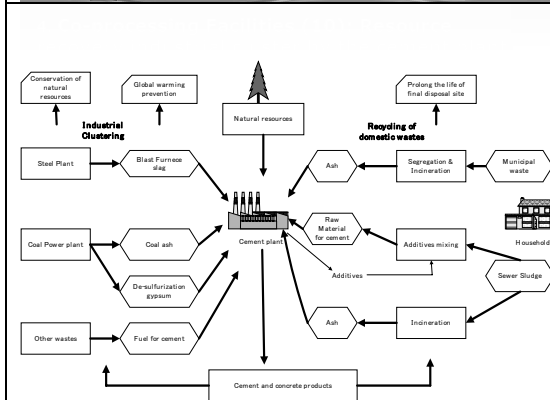 Conservation of
natural
resources
Global warming
prevention
Prolong the life of
final disposal site
Natural resources
Industrial
Clustering
Recycling of
domestic wastes
Steel Plant
Blast Furnece
slag
Ash
Segregation &
Incineration
Municipal
waste
Coal Power plant
Coal ash
Cement plant
Raw
Material
for cement
Additives mixing
Household
De-sulfurization
gypsum
Additives
Sewer Sludge
Other wastes
Fuel for cement
Ash
Incineration
Cement and concrete products